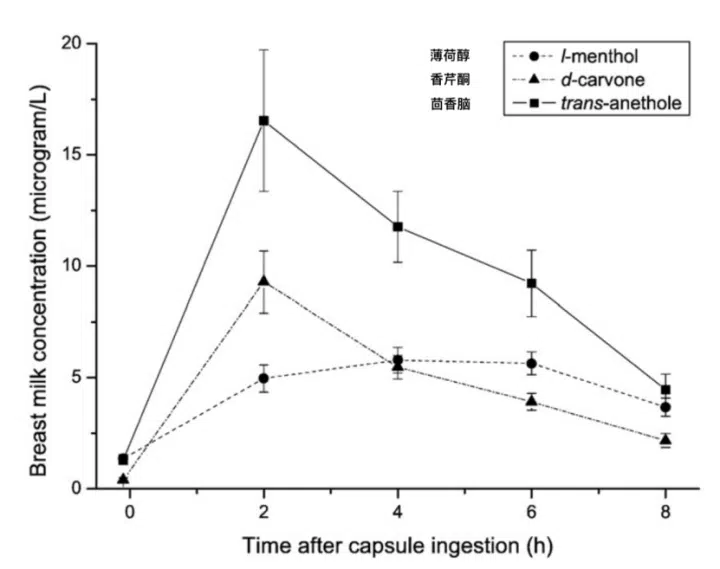 20
15
10
5
0
Breast milk concentration (microgram/L)
薄荷醇 l-menthol
香芹酮 d-carvone
茴香脑 trans-anethole
0 2 4 6 8
Time after capsule ingestion (h)